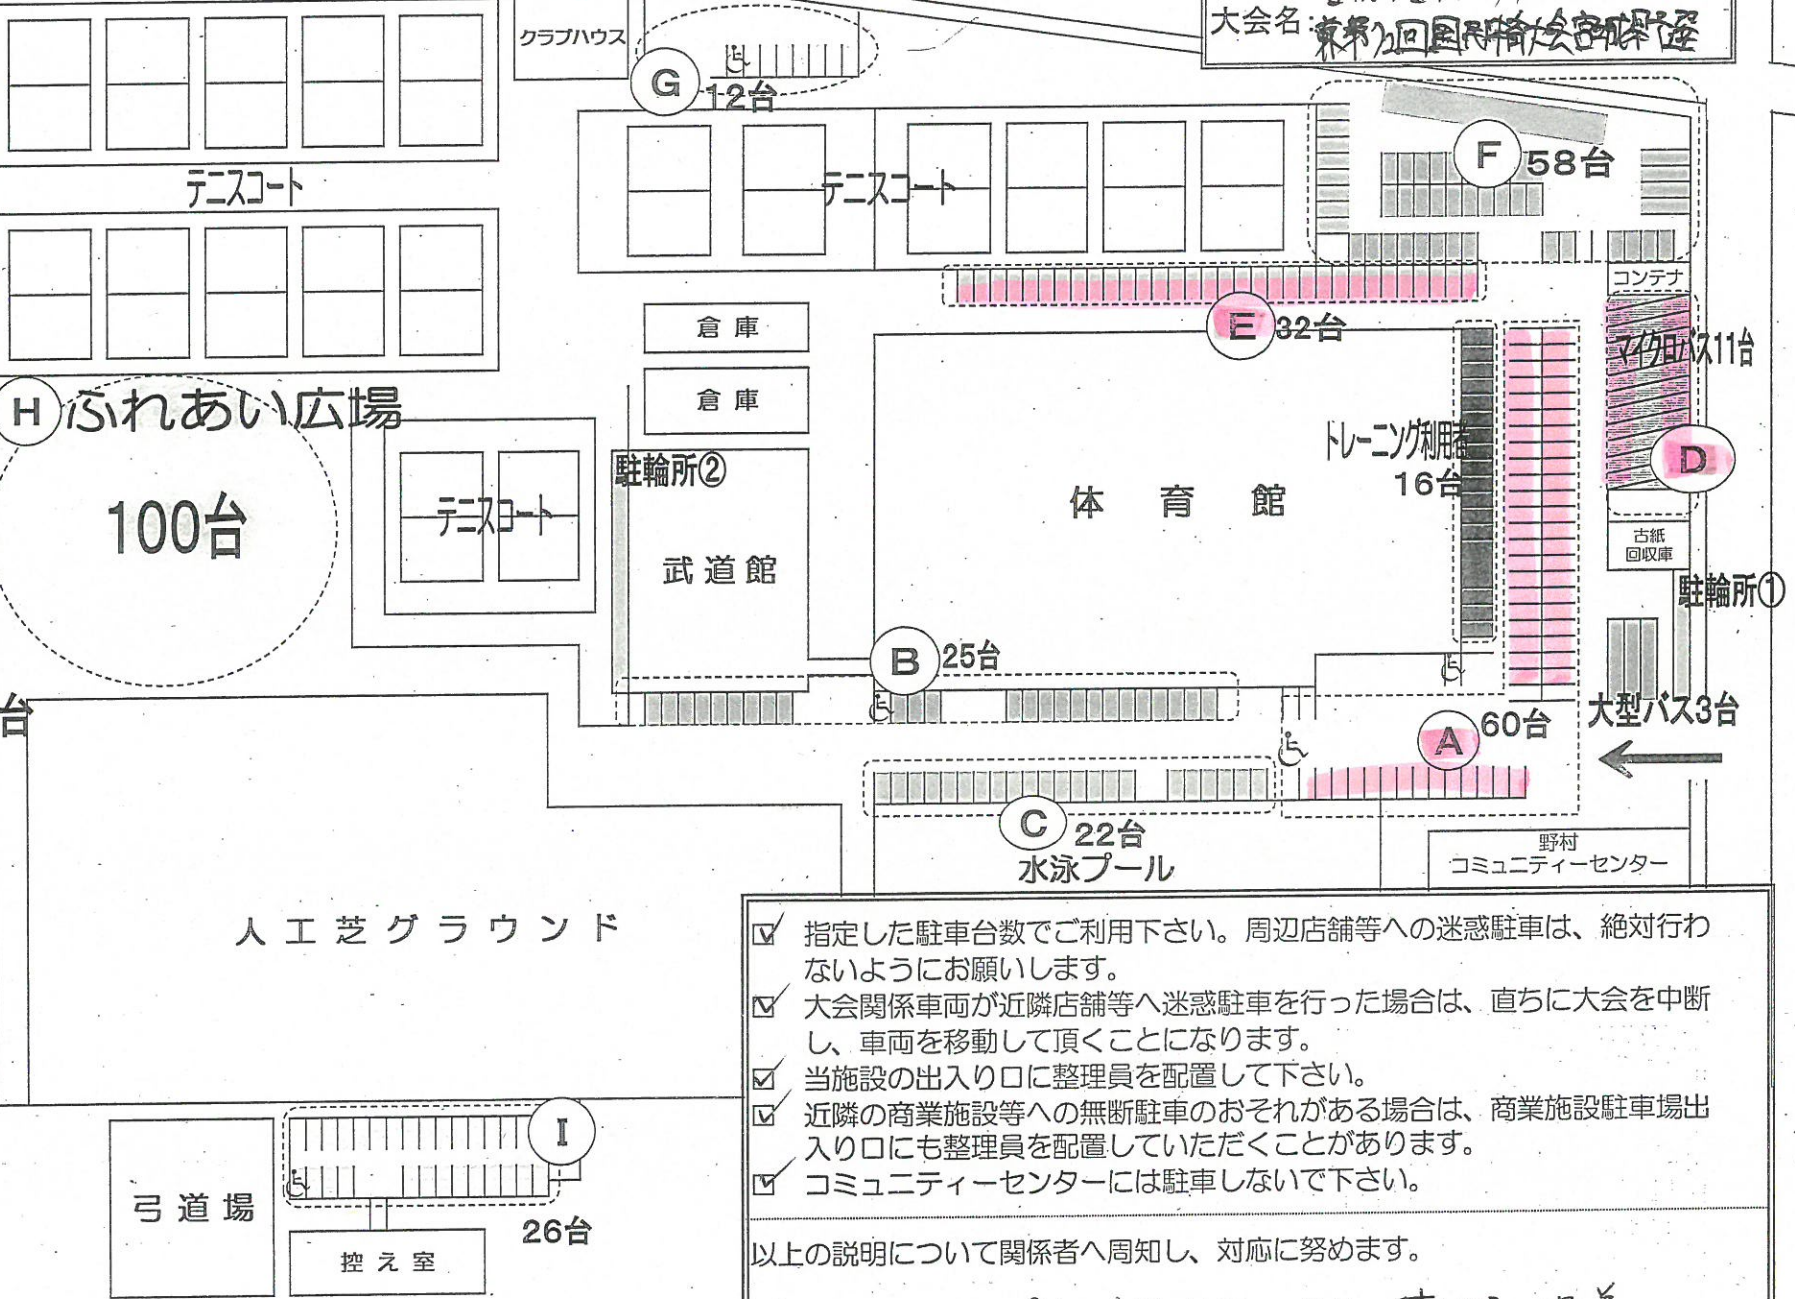 大会名:
クラブハウス
G
12台
F
58台
テニスコート
テニスコート
コンテナ
E
32台
倉庫
マイクロバス11台
倉庫
H ふれあい広場
トレーニング利用者
16台
D
駐輪所②
100台
テニスコート
体育館
古紙
回収庫
武道館
駐輪所①
B
25台
台
大型バス3台
A
60台
C
22台
水泳プール
野村
コミュニティーセンター
人工芝グラウンド
指定した駐車台数でご利用下さい。周辺店舗等への迷惑駐車は、絶対行わ
ないようにお願いします。
大会関係車両が近隣店舗等へ迷惑駐車を行った場合は、直ちに大会を中断
し、車両を移動して頂くことになります。
当施設の出入り口に整理員を配置して下さい。
近隣の商業施設等への無断駐車のおそれがある場合は、商業施設駐車場出
入り口にも整理員を配置していただくことがあります。
コミュニティーセンターには駐車しないで下さい。
I
弓道場
26台
控え室
以上の説明について関係者へ周知し、対応に努めます。